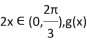 2x ∈ (0, 2π/3), g(x)